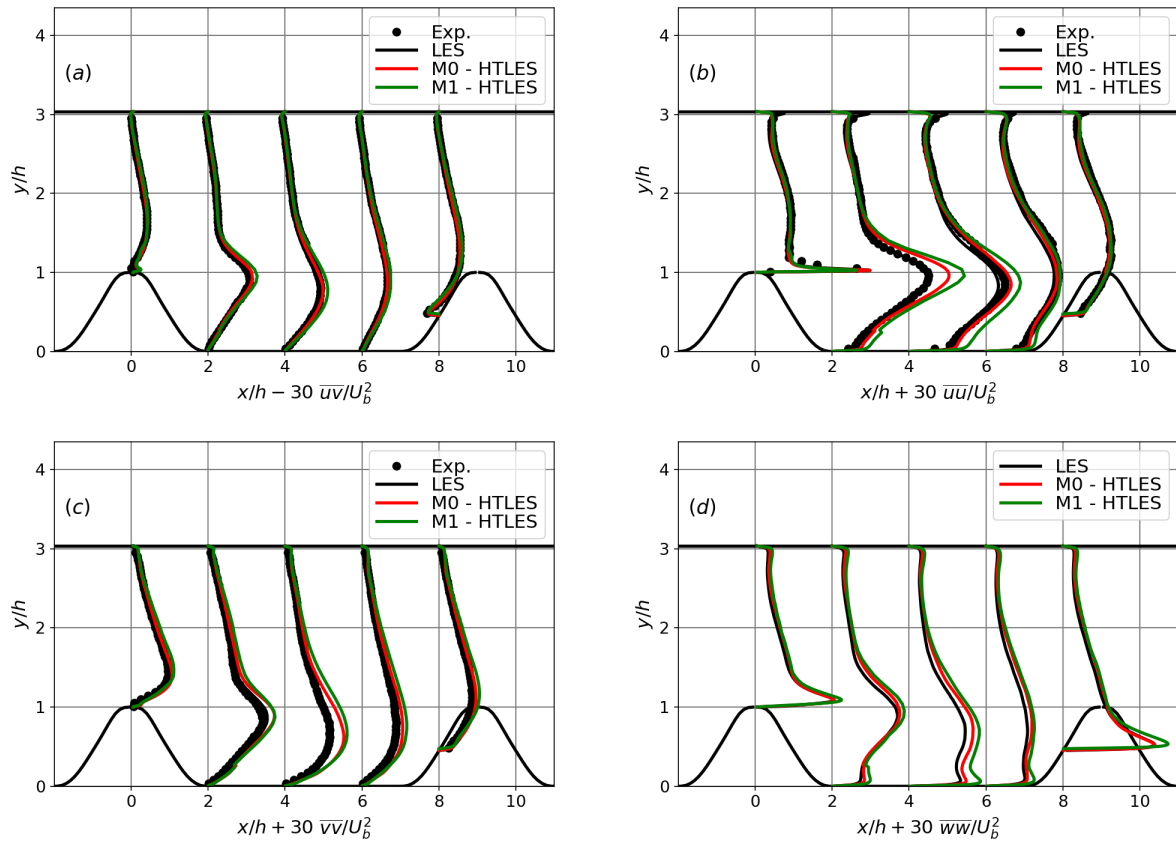 (a)
Exp.
LES
M0 - HTLES
M1 - HTLES
y/h
4
3
2
1
0
0 2 4 6 8 10
x/h − 30 \overline{uv}/U_b^2
(b)
Exp.
LES
M0 - HTLES
M1 - HTLES
y/h
4
3
2
1
0
0 2 4 6 8 10
x/h + 30 \overline{uu}/U_b^2
(c)
Exp.
LES
M0 - HTLES
M1 - HTLES
y/h
4
3
2
1
0
0 2 4 6 8 10
x/h + 30 \overline{vv}/U_b^2
(d)
LES
M0 - HTLES
M1 - HTLES
y/h
4
3
2
1
0
0 2 4 6 8 10
x/h + 30 \overline{ww}/U_b^2